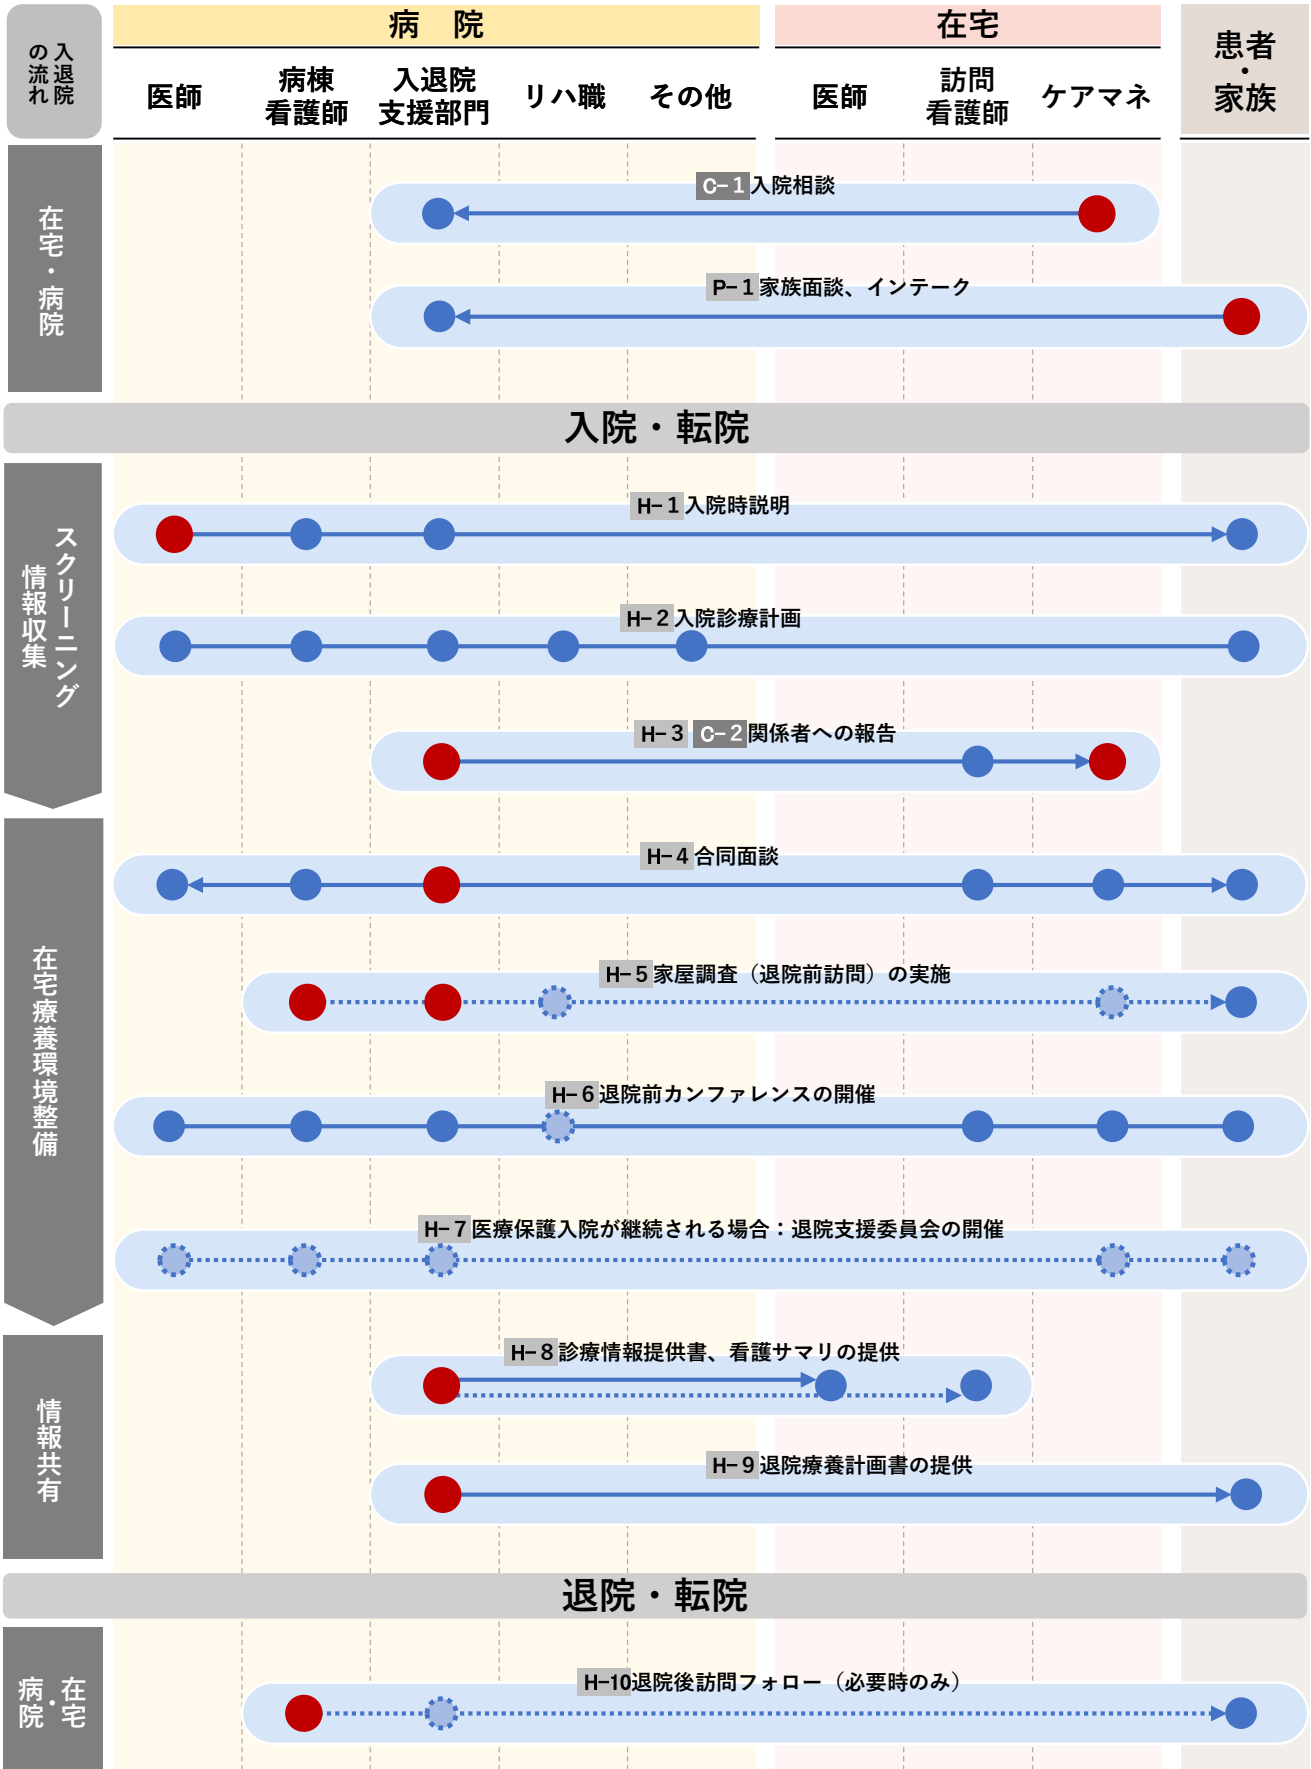 入退院
の流れ
病　院
在宅
患者
・
家族
医師
病棟
看護師
入退院
支援部門
リハ職
その他
医師
訪問
看護師
ケアマネ
在宅・病院
C-1入院相談
P-1家族面談、インテーク
入院・転院
スクリーニング
情報収集
H-1入院時説明
H-2入院診療計画
H-3 C-2関係者への報告
在宅療養環境整備
H-4合同面談
H-5家屋調査（退院前訪問）の実施
H-6退院前カンファレンスの開催
H-7医療保護入院が継続される場合：退院支援委員会の開催
情報共有
H-8診療情報提供書、看護サマリの提供
H-9退院療養計画書の提供
退院・転院
在宅
・
病院
H-10退院後訪問フォロー（必要時のみ）